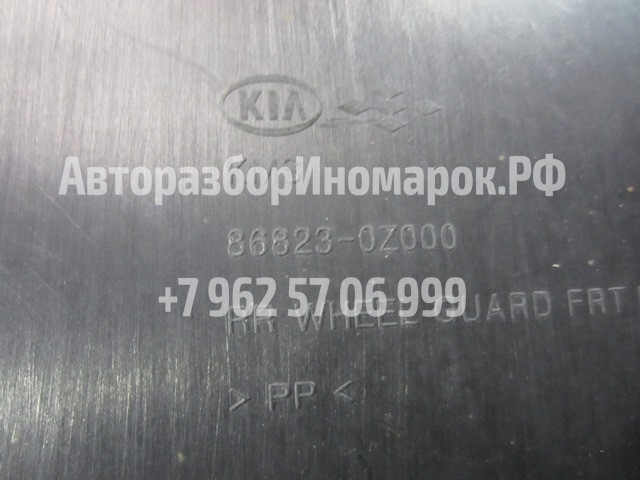 KIA
АвторазборИномарок.РФ
86823-0Z000
+7 962 57 06 999
RR WHEEL GUARD FRT
> PP <